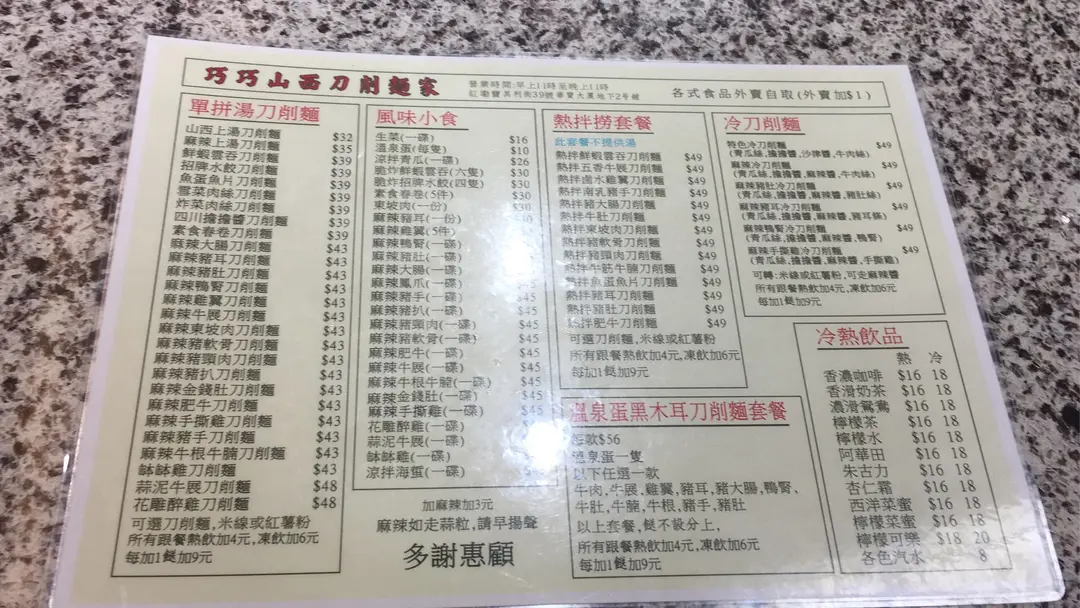 巧巧山西刀削麵家
營業時間:早上11時至晚上11時
紅磡寶其利街39號華寶大厦地下2号鋪
各式食品外賣自取(外賣加$1)
單拼湯刀削麵
山西上湯刀削麵 $32
麻辣上湯刀削麵 $35
鮮蝦雲吞刀削麵 $39
招牌水餃刀削麵 $39
魚蛋魚片刀削麵 $39
雪菜肉絲刀削麵 $39
炸菜肉絲刀削麵 $39
四川擔擔醬刀削麵 $39
素食春卷刀削麵 $39
麻辣大腸刀削麵 $43
麻辣豬耳刀削麵 $43
麻辣豬肚刀削麵 $43
麻辣鴨腎刀削麵 $43
麻辣雞翼刀削麵 $43
麻辣牛展刀削麵 $43
麻辣東坡肉刀削麵 $43
麻辣豬軟骨刀削麵 $43
麻辣豬頸肉刀削麵 $43
麻辣豬扒刀削麵 $43
麻辣金錢肚刀削麵 $43
麻辣肥牛刀削麵 $43
麻辣手撕雞刀削麵 $43
麻辣豬手刀削麵 $43
麻辣牛根牛腩刀削麵 $43
缽缽雞刀削麵 $43
蒜泥牛展刀削麵 $48
花雕醉雞刀削麵 $48
可選刀削麵,米線或紅薯粉
所有跟餐熱飲加4元,凍飲加6元
每加1餸加9元
風味小食
生菜(一碟) $16
溫泉蛋(每隻) $10
涼拌青瓜(一碟) $26
脆炸鮮蝦雲吞(六隻) $30
脆炸招牌水餃(四隻) $30
素食春卷(5件) $30
東坡肉(一份) $30
麻辣豬耳(一份)
麻辣雞翼(5件)
麻辣鴨腎(一碟)
麻辣豬肚(一碟)
麻辣大腸(一碟)
麻辣鳳爪(一碟)
麻辣豬手(一碟) $45
麻辣豬扒(一碟) $45
麻辣豬頸肉(一碟) $45
麻辣豬軟骨(一碟) $45
麻辣肥牛(一碟) $45
麻辣牛展(一碟) $45
麻辣牛根牛腩(一碟) $45
麻辣金錢肚(一碟) $45
麻辣手撕雞(一碟) $45
花雕醉雞(一碟)
蒜泥牛展(一碟)
缽缽雞(一碟)
涼拌海蜇(一碟) $45
加麻辣加3元
麻辣如走蒜粒,請早揚聲
多謝惠顧
熱拌撈套餐
此套餐不提供湯
熱拌鮮蝦雲吞刀削麵 $49
熱拌五香牛展刀削麵 $49
熱拌鹵水雞翼刀削麵 $49
熱拌南乳豬手刀削麵 $49
熱拌豬大腸刀削麵 $49
熱拌牛肚刀削麵 $49
熱拌東坡肉刀削麵 $49
熱拌豬軟骨刀削麵 $49
熱拌豬頸肉刀削麵 $49
熱拌牛筋牛腩刀削麵 $49
熱拌魚蛋魚片刀削麵 $49
熱拌豬耳刀削麵 $49
熱拌豬肚刀削麵 $49
熱拌肥牛刀削麵 $49
可選刀削麵,米線或紅薯粉
所有跟餐熱飲加4元,凍飲加6元
每加1餸加9元
溫泉蛋黑木耳刀削麵套餐
每款$56
溫泉蛋一隻
以下任選一款
牛肉,牛展,雞翼,豬耳,豬大腸,鴨腎,
牛肚,牛腩,牛根,豬手,豬肚
以上套餐,餸不設分上,
所有跟餐熱飲加4元,凍飲加6元
每加1餸加9元
冷刀削麵
特色冷刀削麵 $49
(青瓜絲,擔擔醬,沙律醬,牛肉絲)
麻辣冷刀削麵 $49
(青瓜絲,擔擔醬,麻辣醬,牛肉絲)
麻辣豬肚冷刀削麵 $49
(青瓜絲,擔擔醬,麻辣醬,豬肚絲)
麻辣豬耳冷刀削麵 $49
(青瓜絲,擔擔醬,麻辣醬,豬耳絲)
麻辣鴨腎冷刀削麵 $49
(青瓜絲,擔擔醬,麻辣醬,鴨腎)
麻辣手撕雞冷刀削麵 $49
(青瓜絲,擔擔醬,麻辣醬,手撕雞)
可轉:米線或紅薯粉,可走麻辣醬
所有跟餐熱飲加4元,凍飲加6元
每加1餸加9元
冷熱飲品
熱 冷
香濃咖啡 $16 18
香滑奶茶 $16 18
濃滑鴛鴦 $16 18
檸檬茶 $16 18
檸檬水 $16 18
阿華田 $16 18
朱古力 $16 18
杏仁霜 $16 18
西洋菜蜜 $16 18
檸檬菜蜜 $16 18
檸檬可樂 $18 20
各色汽水 8